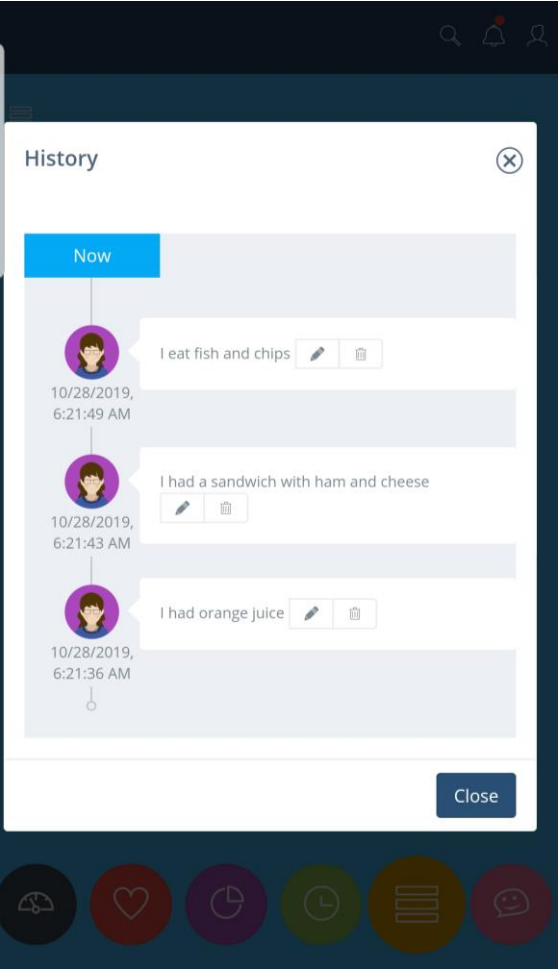 History
Now
I eat fish and chips
10/28/2019,
6:21:49 AM
I had a sandwich with ham and cheese
10/28/2019,
6:21:43 AM
I had orange juice
10/28/2019,
6:21:36 AM
Close